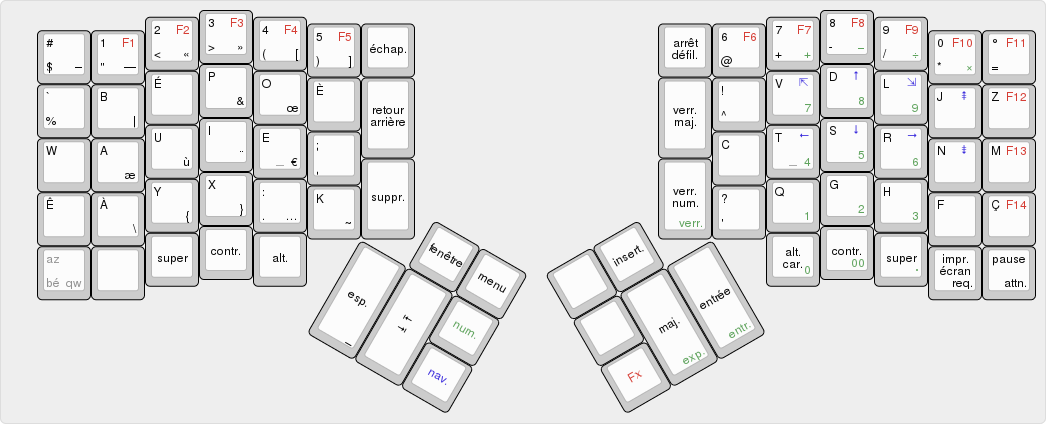 # $ –
1 F1 " —
2 F2 < «
3 F3 > »
4 F4 ( [
5 F5 ) ]
échap.
` %
B |
É
P &
O œ
È
retour
arrière
W
A æ
U ù
I ¨
E _ €
; ,
suppr.
Ê
À \
Y {
X }
: . …
K ~
az
bé qw
super
contr.
alt.
fenêtre
menu
esp. _
⇤
⇥
num.
nav.
arrêt
défil.
6 F6 @
7 F7 + +
8 F8 - –
9 F9 / ÷
0 F10 * ×
° F11 =
verr.
maj.
! ^
V ⇱ 7
D ⤒ 8
L ⇲ 9
J ⇞
Z F12
verr.
num.
verr.
C
T ← _ 4
S ↓ 5
R → 6
N ⇟
M F13
? '
Q 1
G 2
H 3
F
Ç F14
alt.
car. 0
contr.
00
super
.
impr.
écran
req.
pause
attn.
insert.
maj.
exp.
entrée
entr.
Fx